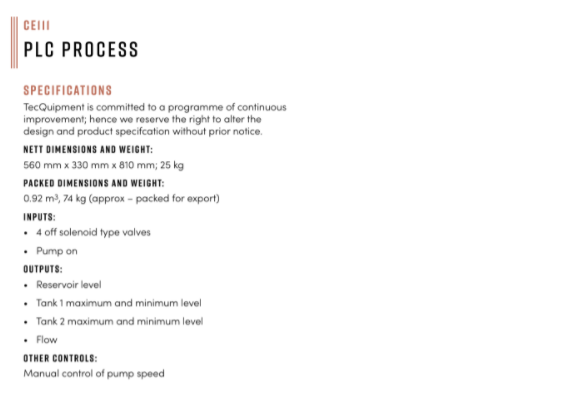 CE111
PLC PROCESS
SPECIFICATIONS
TecQuipment is committed to a programme of continuous
improvement; hence we reserve the right to alter the
design and product specifcation without prior notice.
NETT DIMENSIONS AND WEIGHT:
560 mm x 330 mm x 810 mm; 25 kg
PACKED DIMENSIONS AND WEIGHT:
0.92 m³, 74 kg (approx – packed for export)
INPUTS:
• 4 off solenoid type valves
• Pump on
OUTPUTS:
• Reservoir level
• Tank 1 maximum and minimum level
• Tank 2 maximum and minimum level
• Flow
OTHER CONTROLS:
Manual control of pump speed